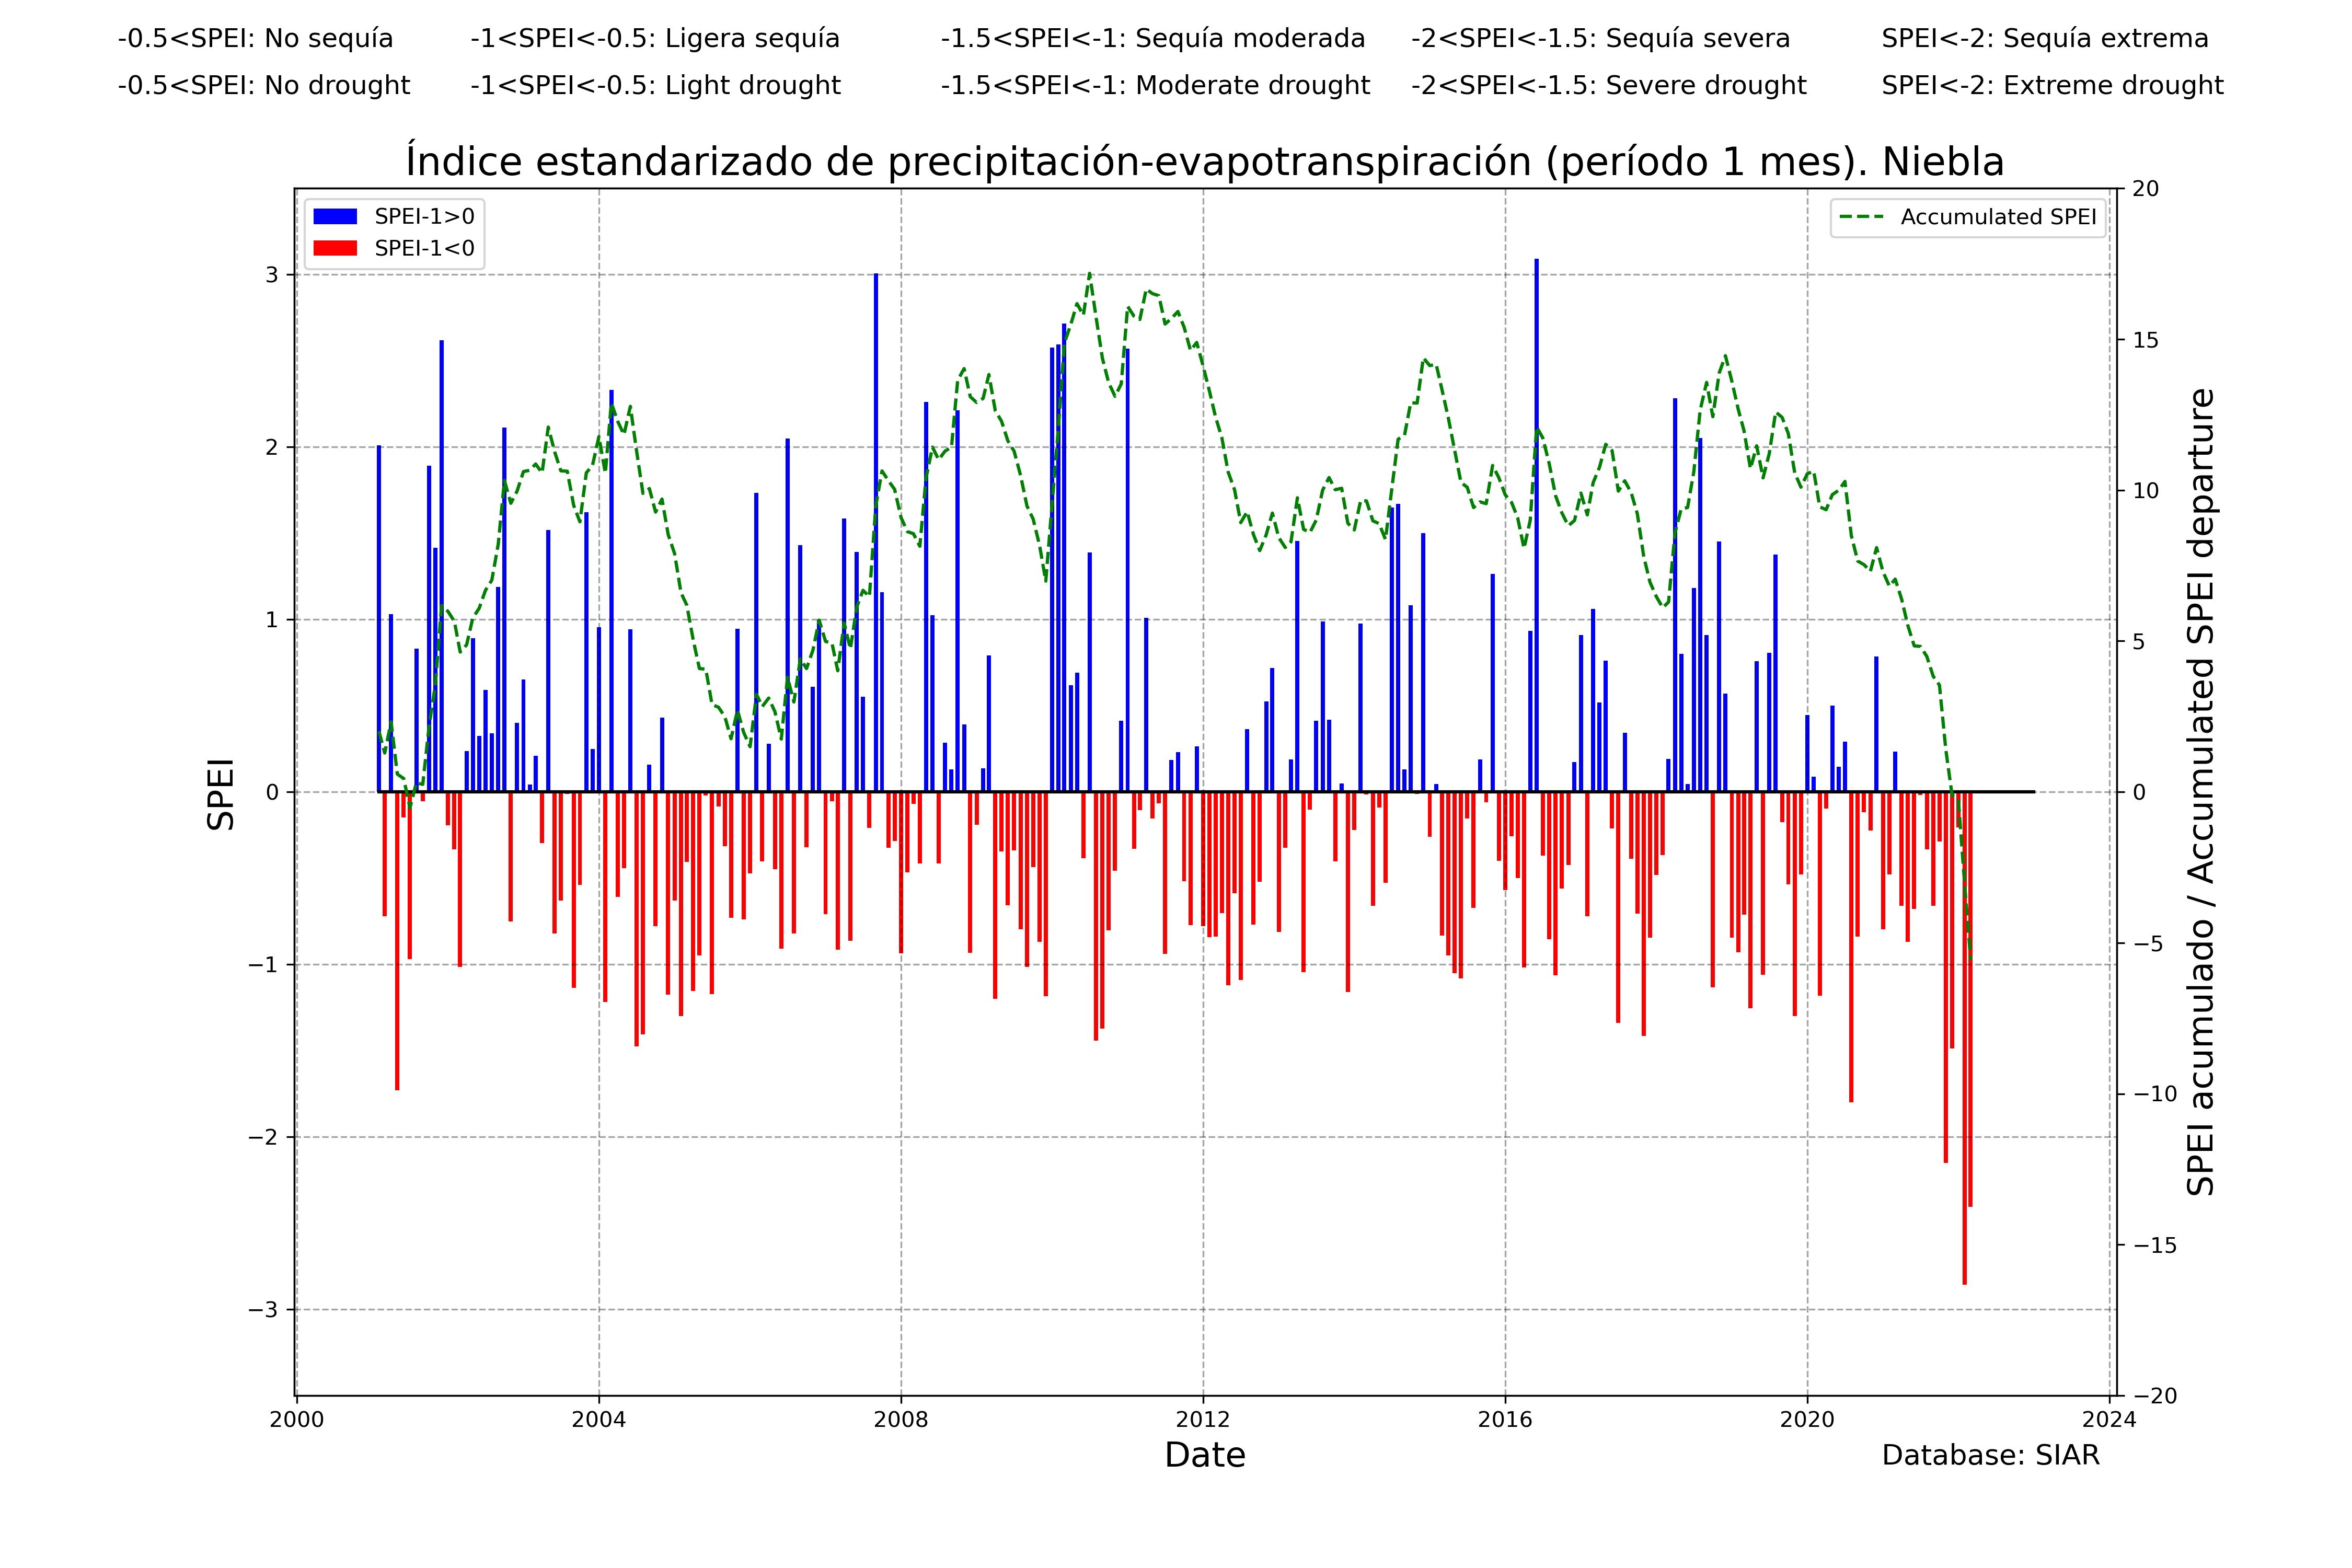 -0.5<SPEI: No sequía -1<SPEI<-0.5: Ligera sequía -1.5<SPEI<-1: Sequía moderada -2<SPEI<-1.5: Sequía severa SPEI<-2: Sequía extrema
-0.5<SPEI: No drought -1<SPEI<-0.5: Light drought -1.5<SPEI<-1: Moderate drought -2<SPEI<-1.5: Severe drought SPEI<-2: Extreme drought
Índice estandarizado de precipitación-evapotranspiración (período 1 mes). Niebla
SPEI-1>0
SPEI-1<0
Accumulated SPEI
SPEI
3
2
1
0
−1
−2
−3
20
15
10
5
0
−5
−10
−15
−20
SPEI acumulado / Accumulated SPEI departure
2000 2004 2008 2012 2016 2020 2024
Date
Database: SIAR